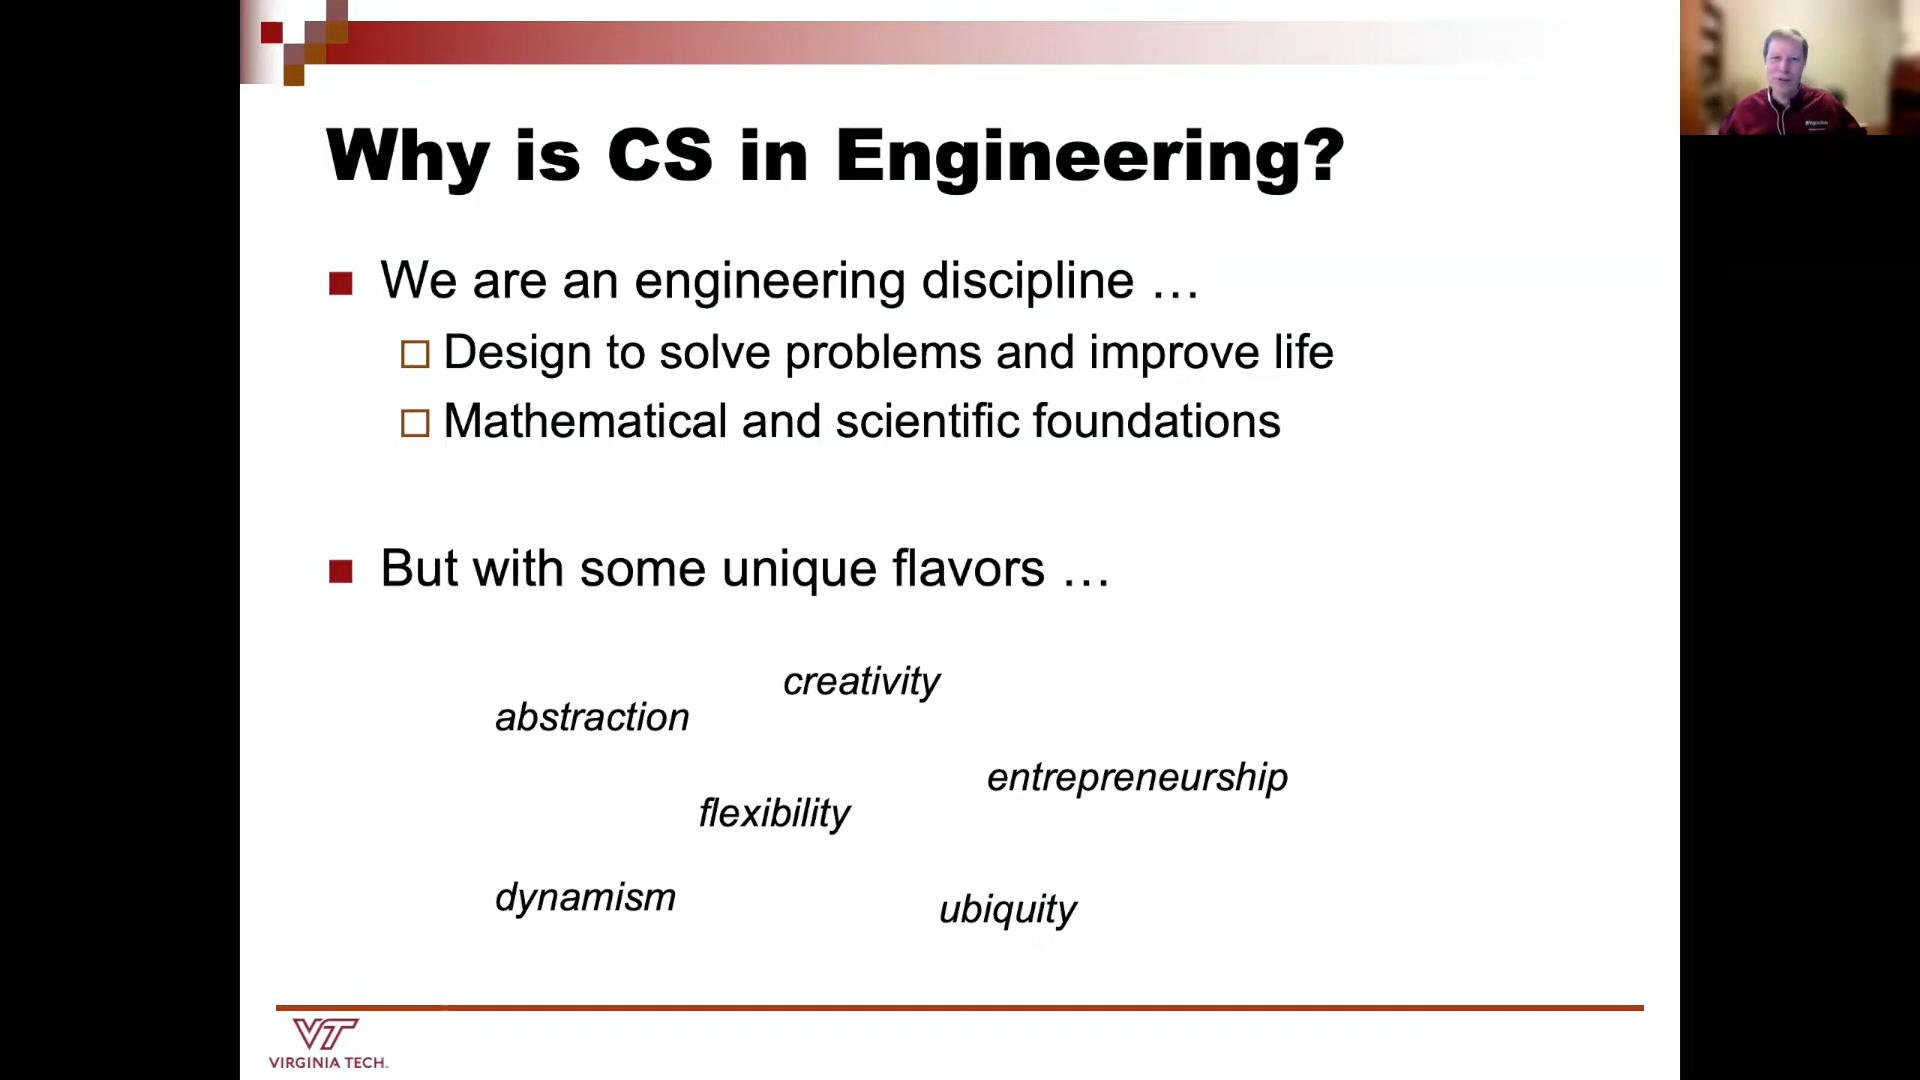 Why is CS in Engineering?
We are an engineering discipline …
Design to solve problems and improve life
Mathematical and scientific foundations
But with some unique flavors …
creativity
abstraction
entrepreneurship
flexibility
dynamism
ubiquity
VT
VIRGINIA TECH